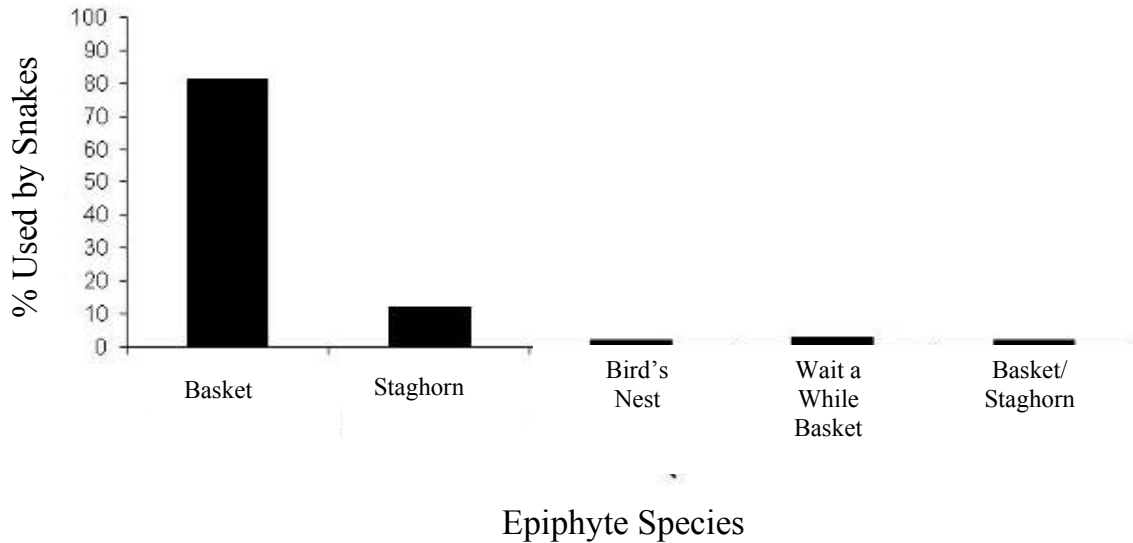 % Used by Snakes
100
90
80
70
60
50
40
30
20
10
0
Basket
Staghorn
Bird's
Nest
Wait a
While
Basket
Basket/
Staghorn
Epiphyte Species